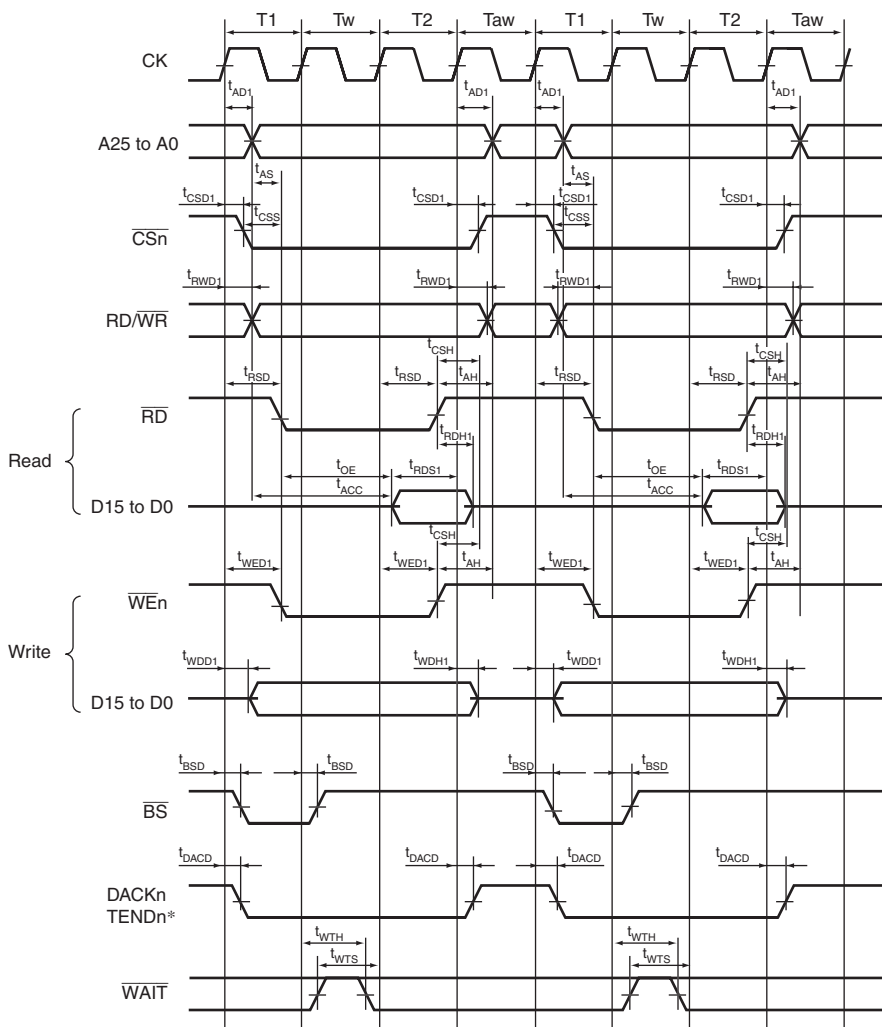 T1 Tw T2 Taw T1 Tw T2 Taw
CK
tAD1 tAD1 tAD1 tAD1
A25 to A0
tAS tAS
tCSD1 tCSD1 tCSD1 tCSD1
tCSS tCSS
CSn
tRWD1 tRWD1 tRWD1 tRWD1
RD/WR
tCSH tCSH
tRSD tRSD tAH tRSD tRSD tAH
RD
tRDH1 tRDH1
Read
tOE tRDS1 tOE tRDS1
tACC tACC
D15 to D0
tCSH tCSH
tWED1 tWED1 tAH tWED1 tWED1 tAH
WEn
Write
tWDD1 tWDH1 tWDD1 tWDH1
D15 to D0
tBSD tBSD tBSD tBSD
BS
tDACD tDACD tDACD tDACD
DACKn
TENDn*
tWTH tWTH
tWTS tWTS
WAIT